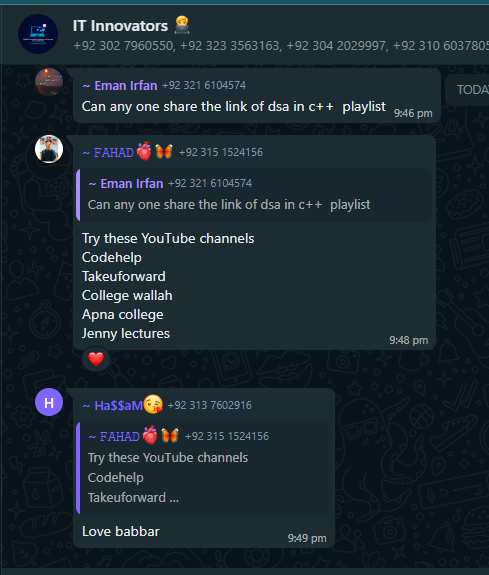 IT Innovators 🧑‍💻
+92 302 7960550, +92 323 3563163, +92 304 2029997, +92 310 6037805
TODA
~ Eman Irfan +92 321 6104574
Can any one share the link of dsa in c++ playlist
9:46 pm
~ FAHAD🫀🦋 +92 315 1524156
~ Eman Irfan +92 321 6104574
Can any one share the link of dsa in c++ playlist
Try these YouTube channels
Codehelp
Takeuforward
College wallah
Apna college
Jenny lectures
9:48 pm
❤️
H
~ Ha$$aM😘 +92 313 7602916
~ FAHAD🫀🦋 +92 315 1524156
Try these YouTube channels
Codehelp
Takeuforward ...
Love babbar
9:49 pm